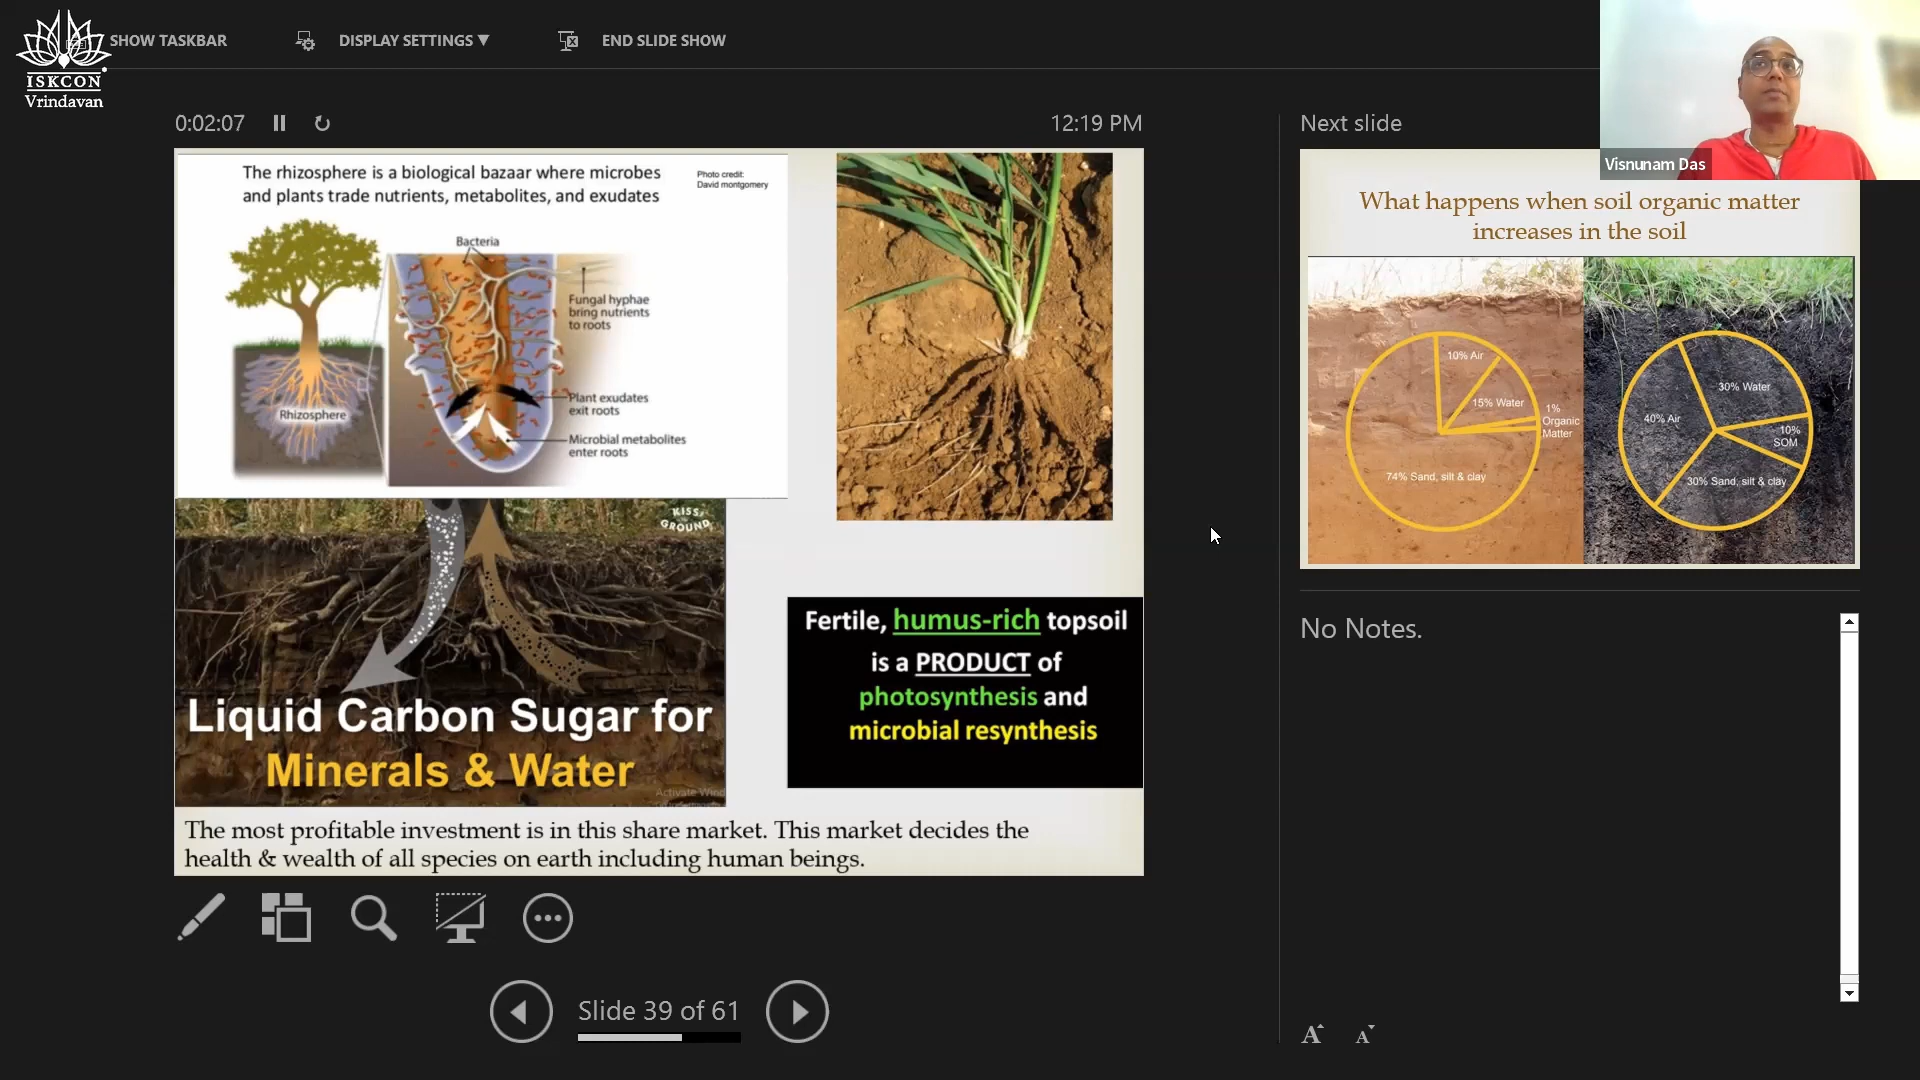 ISKCON
Vrindavan
SHOW TASKBAR
DISPLAY SETTINGS ▼
END SLIDE SHOW
0:02:07
12:19 PM
The rhizosphere is a biological bazaar where microbes
and plants trade nutrients, metabolites, and exudates
Photo credit:
David montgomery
Bacteria
Fungal hyphae
bring nutrients
to roots
Rhizosphere
Plant exudates
exit roots
Microbial metabolites
enter roots
KISS
GROUND
Liquid Carbon Sugar for
Minerals & Water
Activate Wind
Fertile, humus-rich topsoil
is a PRODUCT of
photosynthesis and
microbial resynthesis
The most profitable investment is in this share market. This market decides the
health & wealth of all species on earth including human beings.
Slide 39 of 61
Next slide
Visnunam Das
What happens when soil organic matter
increases in the soil
10% Air
15% Water
1%
Organic
Matter
74% Sand, silt & clay
30% Water
40% Air
10%
SOM
30% Sand, silt & clay
No Notes.
A A